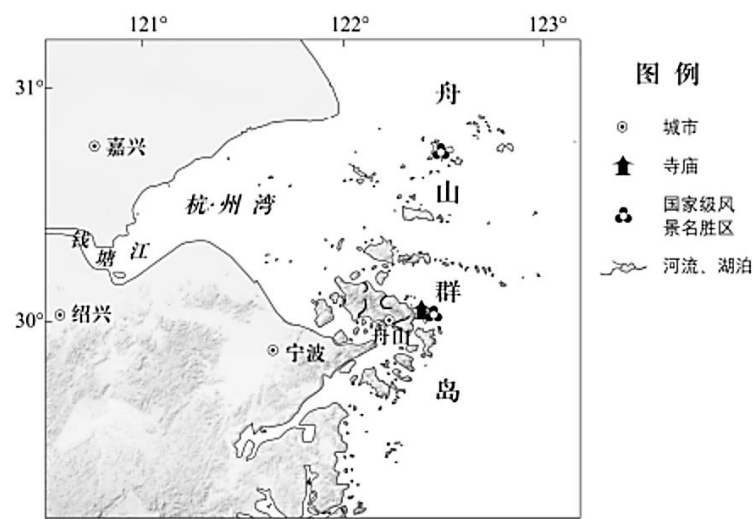 121°
122°
123°
31°
30°
嘉兴
杭·州湾
钱塘江
绍兴
宁波
舟山
舟山群岛
图 例
城市
寺庙
国家级风
景名胜区
河流、湖泊